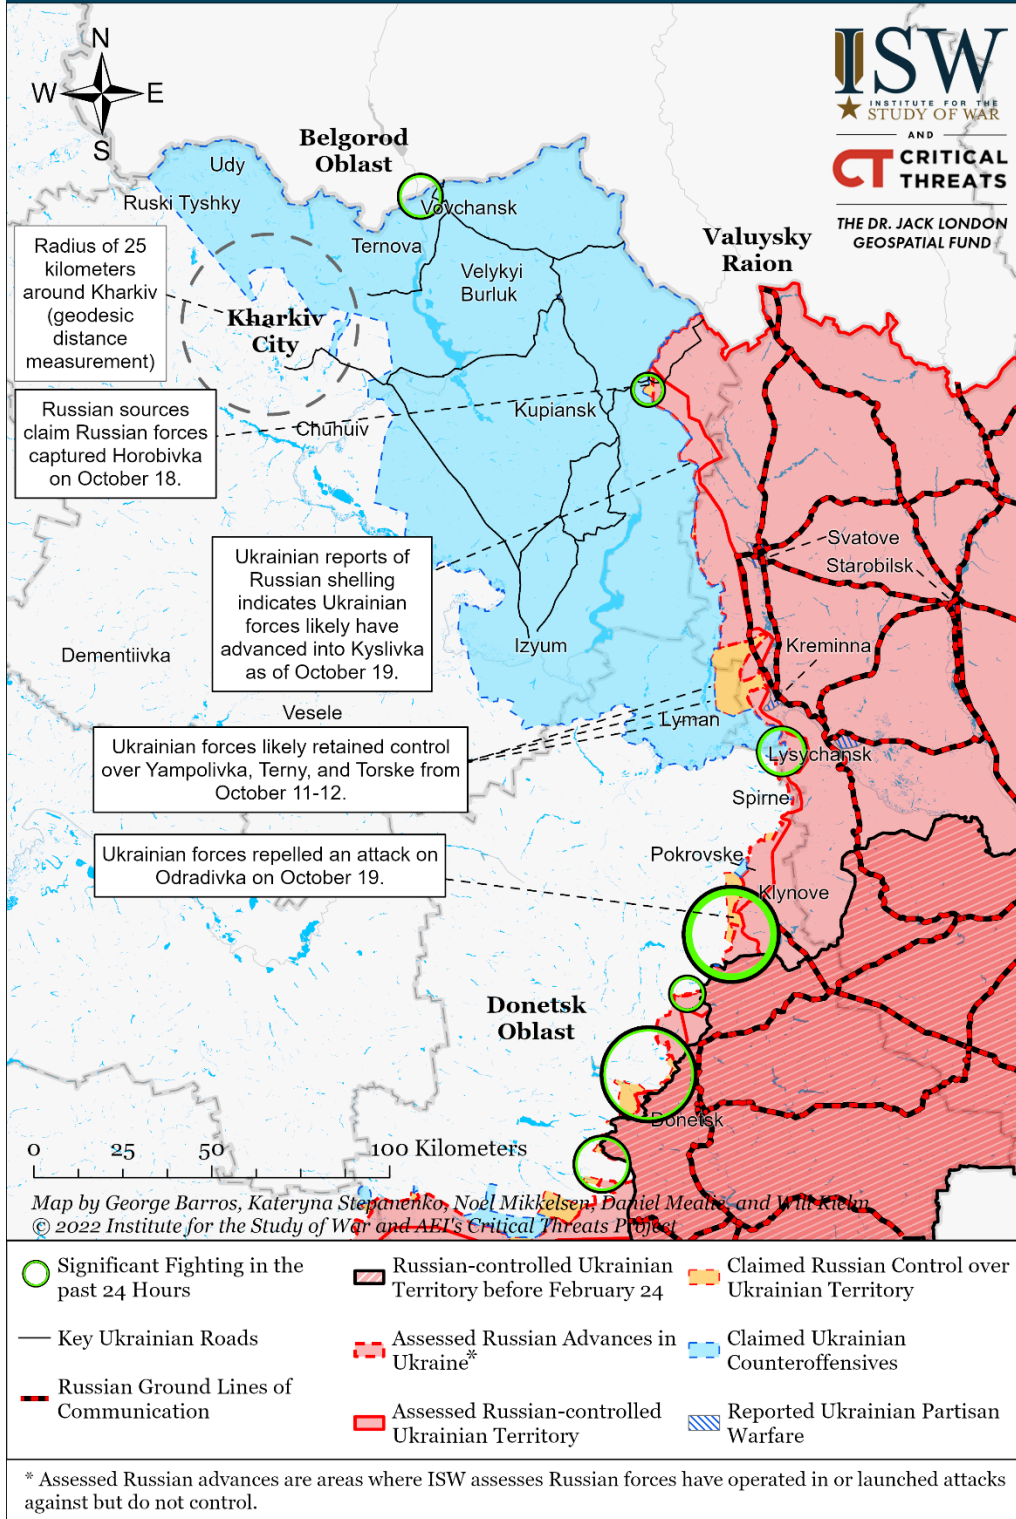 N
W
E
S
ISW
INSTITUTE FOR THE
STUDY OF WAR
AND
CT CRITICAL
THREATS
THE DR. JACK LONDON
GEOSPATIAL FUND
Belgorod
Oblast
Udy
Ruski Tyshky
Vovchansk
Ternova
Valuysky
Raion
Velykyi
Burluk
Radius of 25
kilometers
around Kharkiv
(geodesic
distance
measurement)
Kharkiv
City
Russian sources
claim Russian forces
captured Horobivka
on October 18.
Kupiansk
Chuhuiv
Svatove
Starobilsk
Ukrainian reports of
Russian shelling
indicates Ukrainian
forces likely have
advanced into Kyslivka
as of October 19.
Izyum
Kreminna
Dementiivka
Vesele
Lyman
Ukrainian forces likely retained control
over Yampolivka, Terny, and Torske from
October 11-12.
Lysychansk
Spirne
Pokrovske
Ukrainian forces repelled an attack on
Odradivka on October 19.
Klynove
Donetsk
Oblast
Donetsk
0 25 50 100 Kilometers
Map by George Barros, Kateryna Stepanenko, Noel Mikkelsen, Daniel Mealie, and Will Kielm
© 2022 Institute for the Study of War and AEI's Critical Threats Project
Significant Fighting in the
past 24 Hours
Key Ukrainian Roads
Russian Ground Lines of
Communication
Russian-controlled Ukrainian
Territory before February 24
Assessed Russian Advances in
Ukraine*
Assessed Russian-controlled
Ukrainian Territory
Claimed Russian Control over
Ukrainian Territory
Claimed Ukrainian
Counteroffensives
Reported Ukrainian Partisan
Warfare
* Assessed Russian advances are areas where ISW assesses Russian forces have operated in or launched attacks
against but do not control.